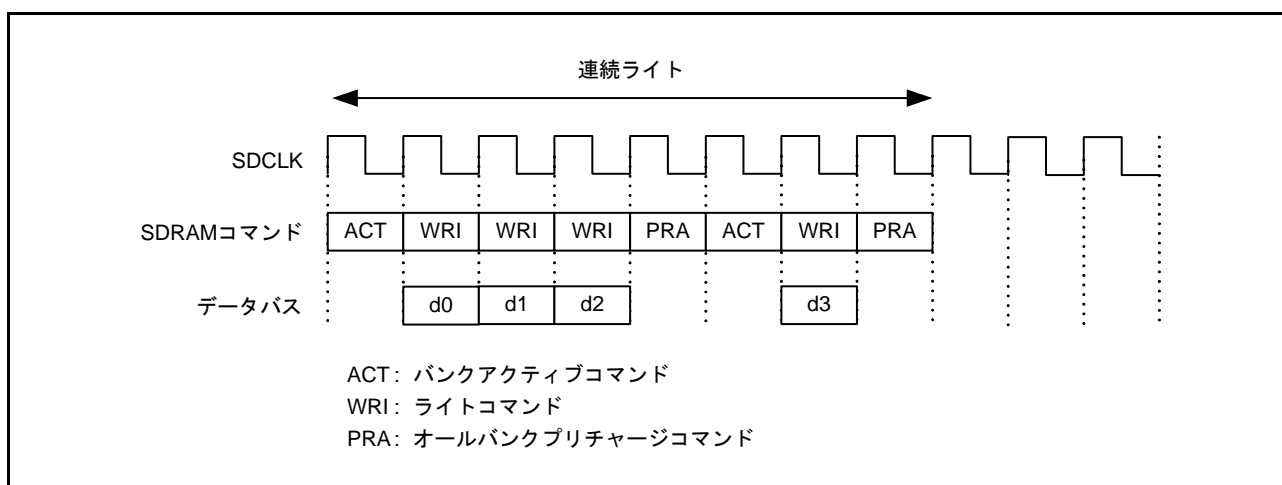 連続ライト
SDCLK
SDRAMコマンド ACT WRI WRI WRI PRA ACT WRI PRA
データバス d0 d1 d2 d3
ACT : バンクアクティブコマンド
WRI : ライトコマンド
PRA : オールバンクプリチャージコマンド